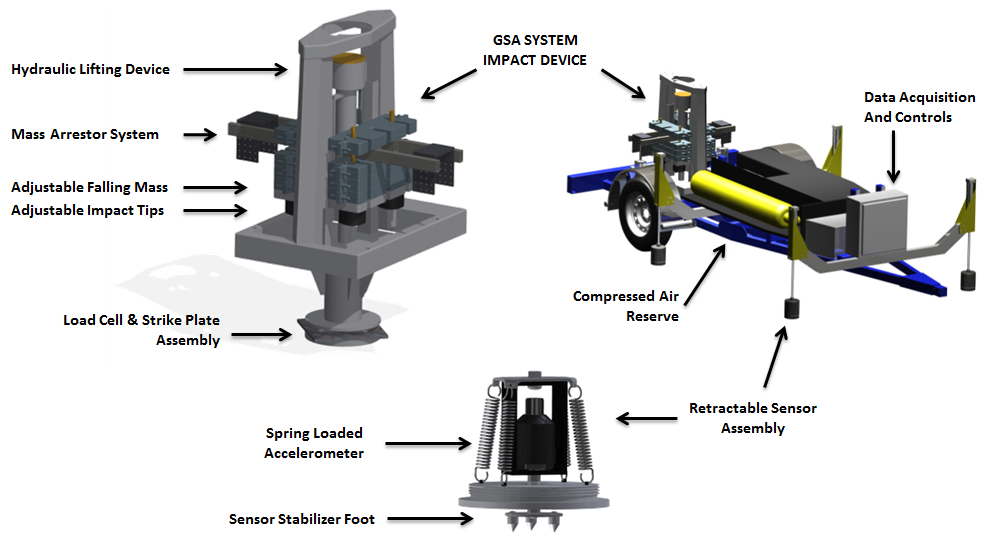 GSA SYSTEM
IMPACT DEVICE
Hydraulic Lifting Device
Mass Arrestor System
Adjustable Falling Mass
Adjustable Impact Tips
Load Cell & Strike Plate
Assembly
Data Acquisition
And Controls
Compressed Air
Reserve
Retractable Sensor
Assembly
Spring Loaded
Accelerometer
Sensor Stabilizer Foot